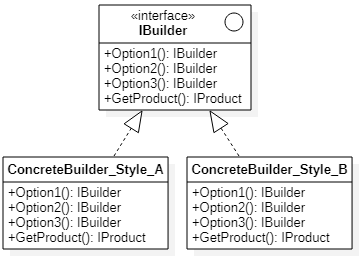 «interface»
IBuilder
+Option1(): IBuilder
+Option2(): IBuilder
+Option3(): IBuilder
+GetProduct(): IProduct
ConcreteBuilder_Style_A
+Option1(): IBuilder
+Option2(): IBuilder
+Option3(): IBuilder
+GetProduct(): IProduct
ConcreteBuilder_Style_B
+Option1(): IBuilder
+Option2(): IBuilder
+Option3(): IBuilder
+GetProduct(): IProduct